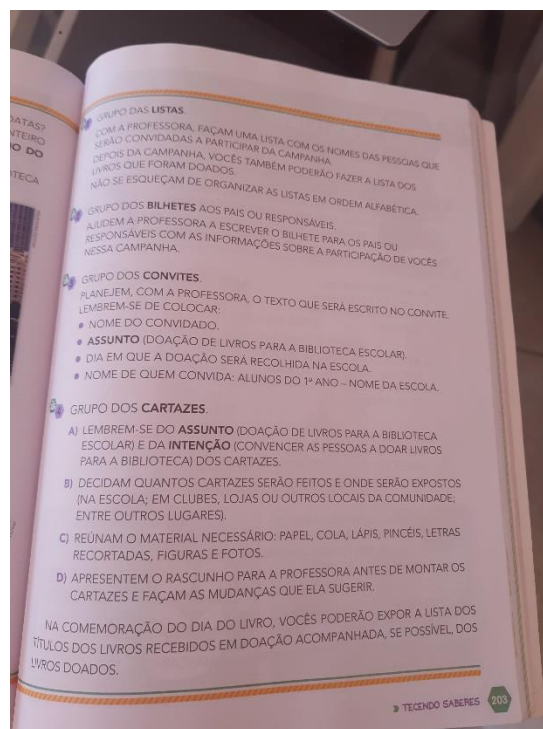 DATAS?
NTEIRO
O DO
OTECA
GRUPO DAS LISTAS.
COM A PROFESSORA, FAÇAM UMA LISTA COM OS NOMES DAS PESSOAS QUE
SERÃO CONVIDADAS A PARTICIPAR DA CAMPANHA.
DEPOIS DA CAMPANHA, VOCÊS TAMBÉM PODERÃO FAZER A LISTA DOS
LIVROS QUE FORAM DOADOS.
NÃO SE ESQUEÇAM DE ORGANIZAR AS LISTAS EM ORDEM ALFABÉTICA.
GRUPO DOS BILHETES AOS PAIS OU RESPONSÁVEIS.
AJUDEM A PROFESSORA A ESCREVER O BILHETE PARA OS PAIS OU
RESPONSÁVEIS COM AS INFORMAÇÕES SOBRE A PARTICIPAÇÃO DE VOCÊS
NESSA CAMPANHA.
GRUPO DOS CONVITES.
PLANEJEM, COM A PROFESSORA, O TEXTO QUE SERÁ ESCRITO NO CONVITE.
LEMBREM-SE DE COLOCAR:
• NOME DO CONVIDADO.
• ASSUNTO (DOAÇÃO DE LIVROS PARA A BIBLIOTECA ESCOLAR).
• DIA EM QUE A DOAÇÃO SERÁ RECOLHIDA NA ESCOLA.
• NOME DE QUEM CONVIDA: ALUNOS DO 1º ANO – NOME DA ESCOLA.
GRUPO DOS CARTAZES.
A) LEMBREM-SE DO ASSUNTO (DOAÇÃO DE LIVROS PARA A BIBLIOTECA
ESCOLAR) E DA INTENÇÃO (CONVENCER AS PESSOAS A DOAR LIVROS
PARA A BIBLIOTECA) DOS CARTAZES.
B) DECIDAM QUANTOS CARTAZES SERÃO FEITOS E ONDE SERÃO EXPOSTOS
(NA ESCOLA; EM CLUBES, LOJAS OU OUTROS LOCAIS DA COMUNIDADE;
ENTRE OUTROS LUGARES).
C) REÚNAM O MATERIAL NECESSÁRIO: PAPEL, COLA, LÁPIS, PINCÉIS, LETRAS
RECORTADAS, FIGURAS E FOTOS.
D) APRESENTEM O RASCUNHO PARA A PROFESSORA ANTES DE MONTAR OS
CARTAZES E FAÇAM AS MUDANÇAS QUE ELA SUGERIR.
NA COMEMORAÇÃO DO DIA DO LIVRO, VOCÊS PODERÃO EXPOR A LISTA DOS
TÍTULOS DOS LIVROS RECEBIDOS EM DOAÇÃO ACOMPANHADA, SE POSSÍVEL, DOS
LIVROS DOADOS.
TECENDO SABERES 203